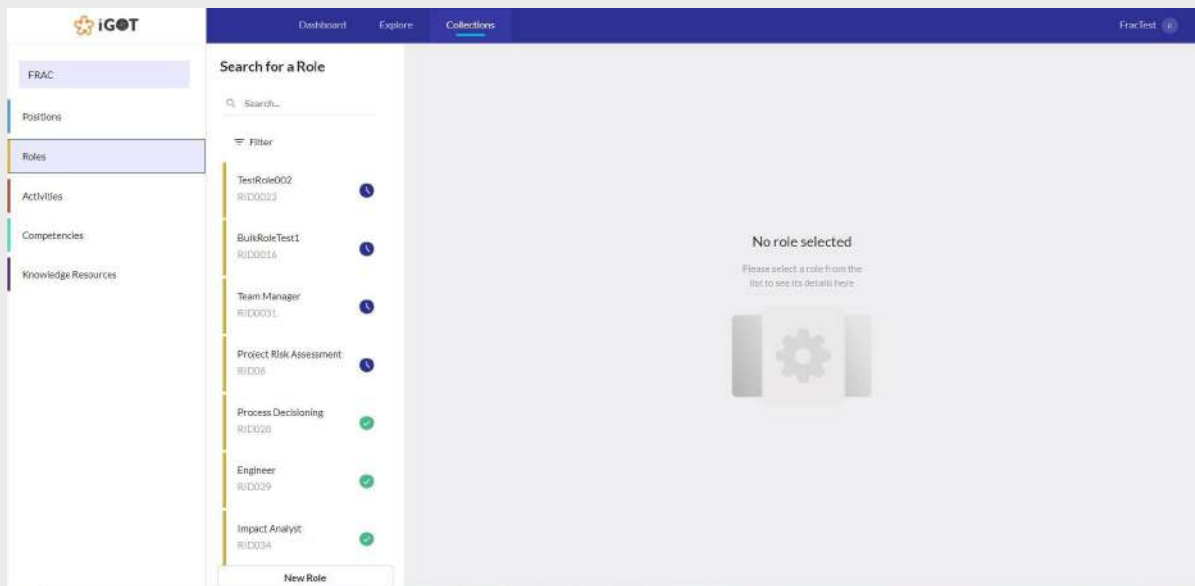 iGOT
Dashboard
Explore
Collections
FracTest
FRAC
Positions
Roles
Activities
Competencies
Knowledge Resources
Search for a Role
Search...
Filter
TestRole002
RID0023
BulkRoleTest1
RID0016
Team Manager
RID0031
Project Risk Assessment
RID06
Process Decisioning
RID028
Engineer
RID039
Impact Analyst
RID034
New Role
No role selected
Please select a role from the
list to see its details here